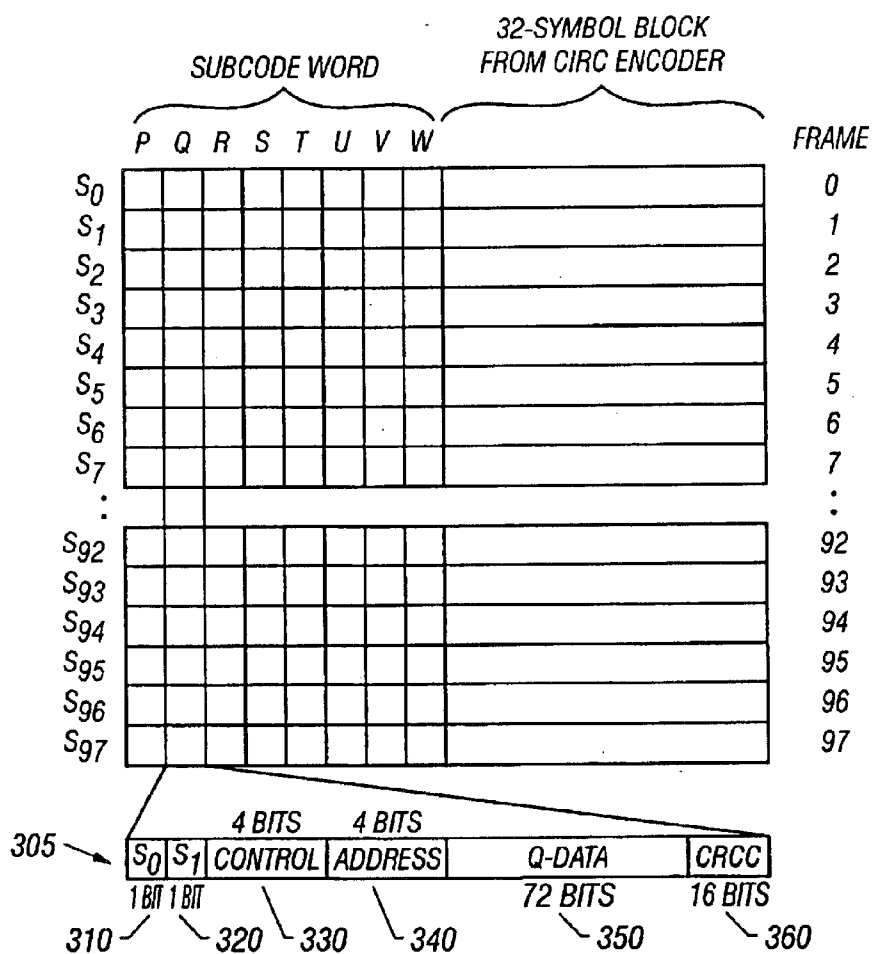 32-SYMBOL BLOCK
SUBCODE WORD FROM CIRC ENCODER
P Q R S T U V W FRAME
S0 0
S1 1
S2 2
S3 3
S4 4
S5 5
S6 6
S7 7
S92 92
S93 93
S94 94
S95 95
S96 96
S97 97
4 BITS 4 BITS
305 S0 S1 CONTROL ADDRESS Q-DATA CRCC
1 BIT 1 BIT 72 BITS 16 BITS
310 320 330 340 350 360